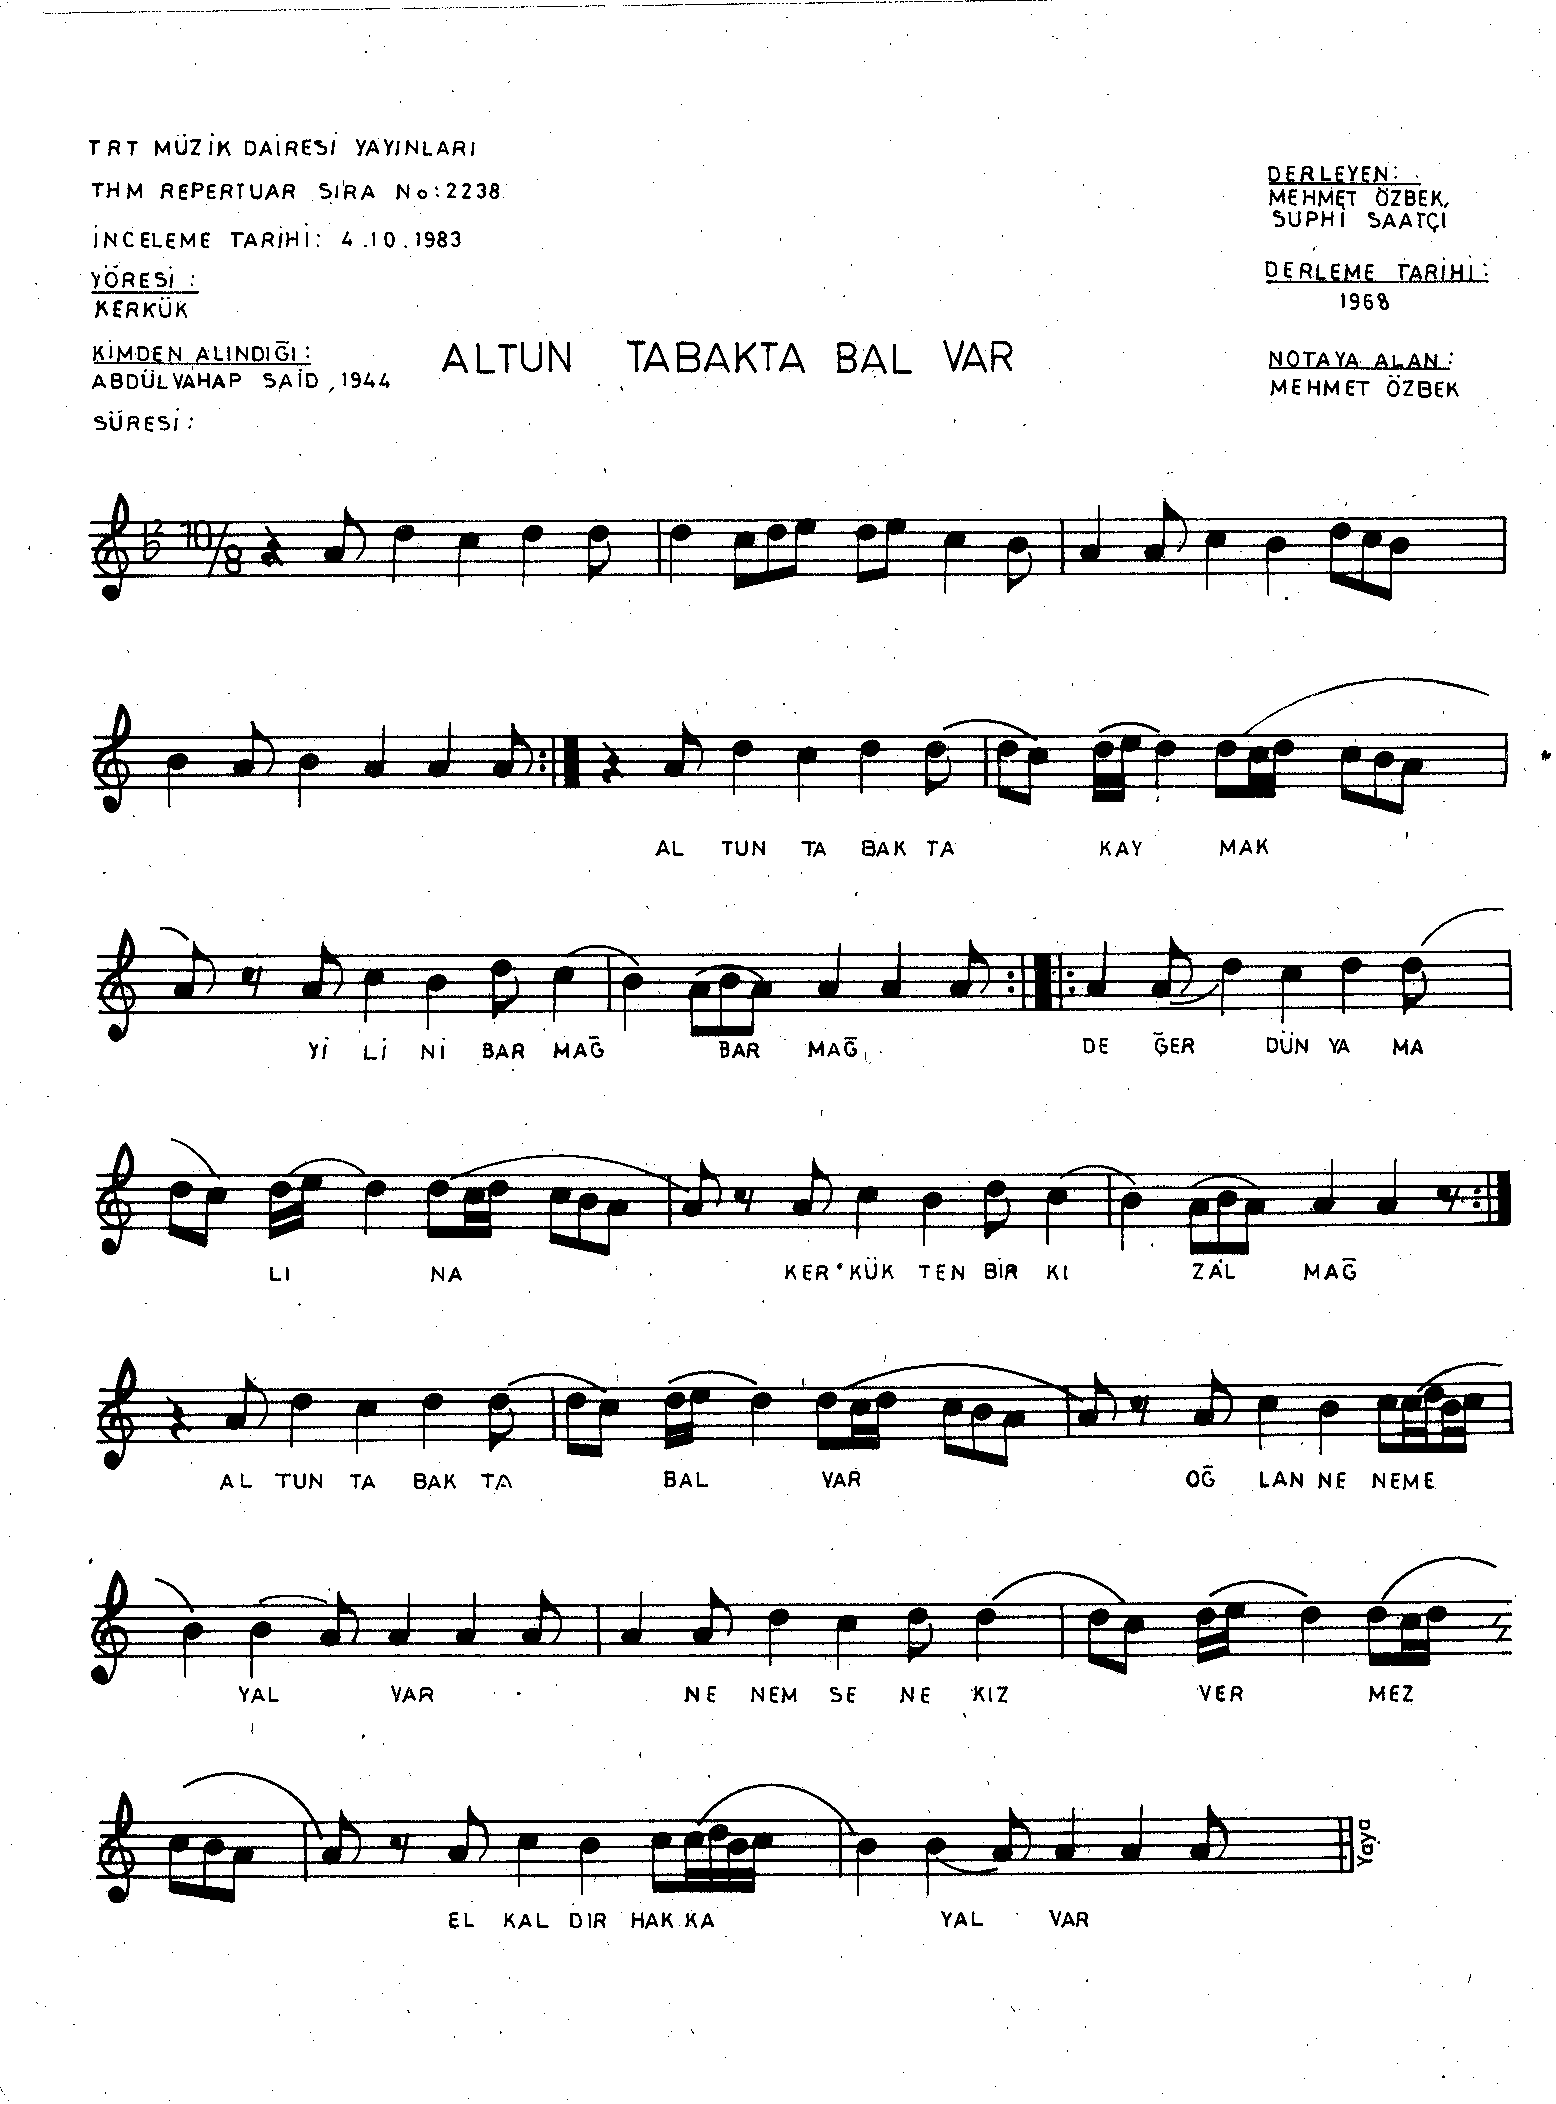 TRT MÜZİK DAİRESİ YAYINLARI
THM REPERTUAR SIRA No:2238
İNCELEME TARİHİ: 4.10.1983
YÖRESİ :
KERKÜK
KİMDEN ALINDIĞI :
ABDÜLVAHAP SAİD, 1944
SÜRESİ :
DERLEYEN:
MEHMET ÖZBEK,
SUPHİ SAATÇI
DERLEME TARİHİ :
1968
NOTAYA ALAN :
MEHMET ÖZBEK
ALTUN TABAKTA BAL VAR
10/8
AL TUN TA BAK TA KAY MAK
Yİ Lİ Nİ BAR MAĞ BAR MAĞ DE ĞER DÜN YA MA
LI NA KER KÜK TEN BİR KI ZAL MAĞ
AL TUN TA BAK TA BAL VAR OĞ LAN NE NEME
YAL VAR NE NEM SE NE KIZ VER MEZ
EL KAL DIR HAK KA YAL VAR
Yaya